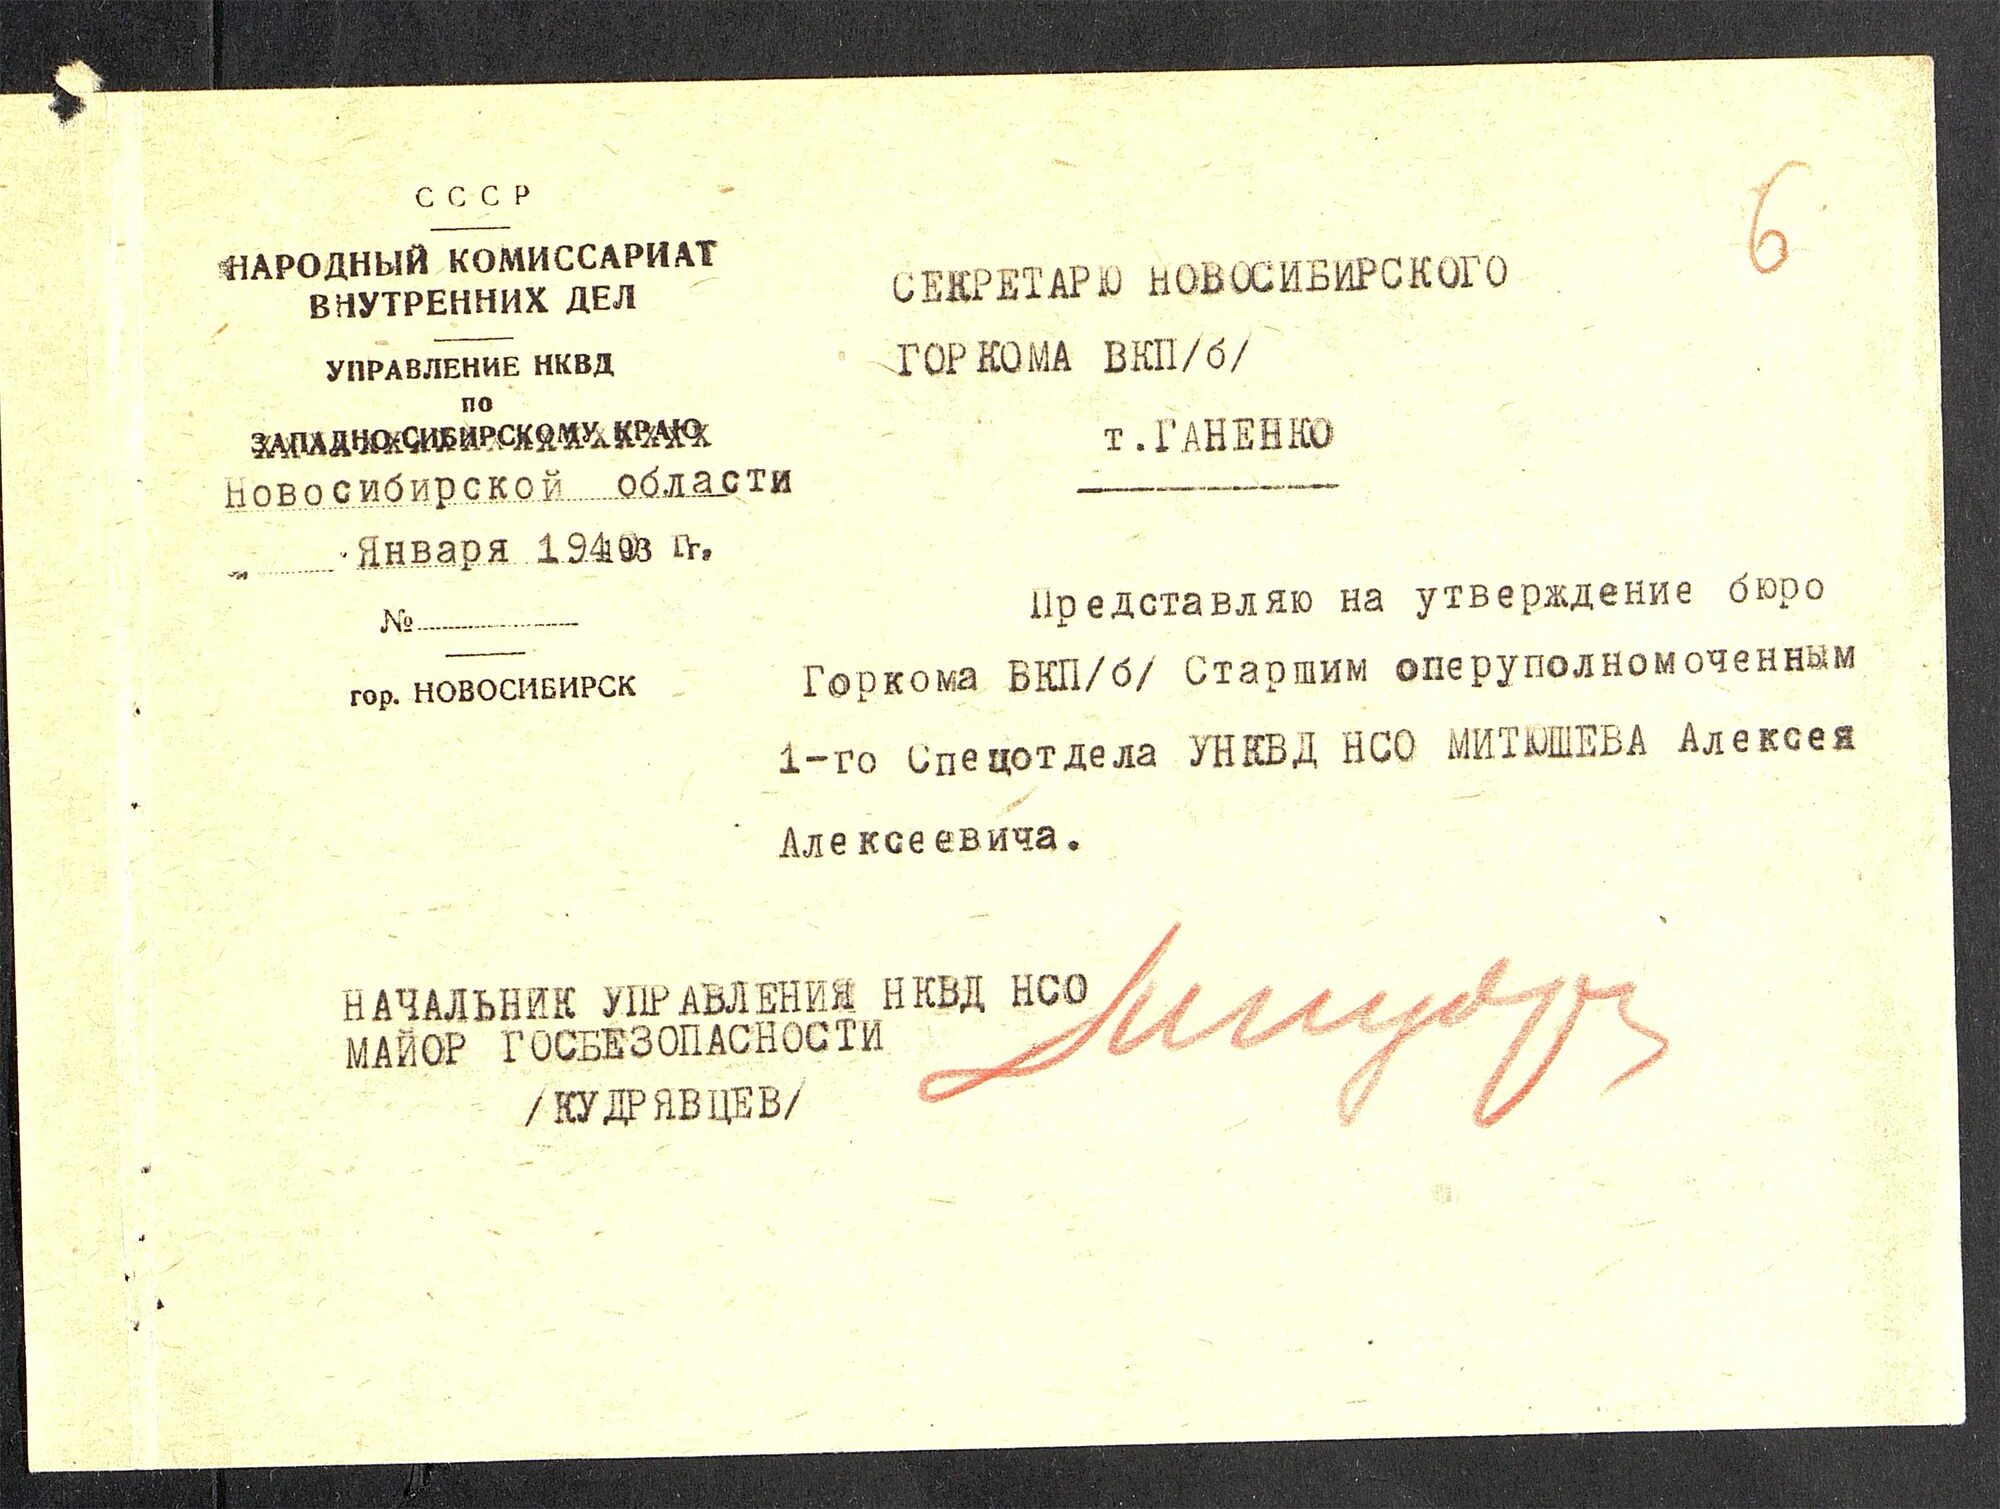 СССР
НАРОДНЫЙ КОМИССАРИАТ
ВНУТРЕННИХ ДЕЛ
УПРАВЛЕНИЕ НКВД
по
ЗАПАДНО-СИБИРСКОМУ КРАЮ
Новосибирской области
" Января 1940 193 г.
№
гор. НОВОСИБИРСК
6
СЕКРЕТАРЮ НОВОСИБИРСКОГО
ГОРКОМА ВКП/б/
т.ГАНЕНКО
Представляю на утверждение бюро
Горкома ВКП/б/ Старшим оперуполномоченным
1-го Спецотдела УНКВД НСО МИТЮШЕВА Алексея
Алексеевича.
НАЧАЛЬНИК УПРАВЛЕНИЯ НКВД НСО
МАЙОР ГОСБЕЗОПАСНОСТИ
/КУДРЯВЦЕВ/